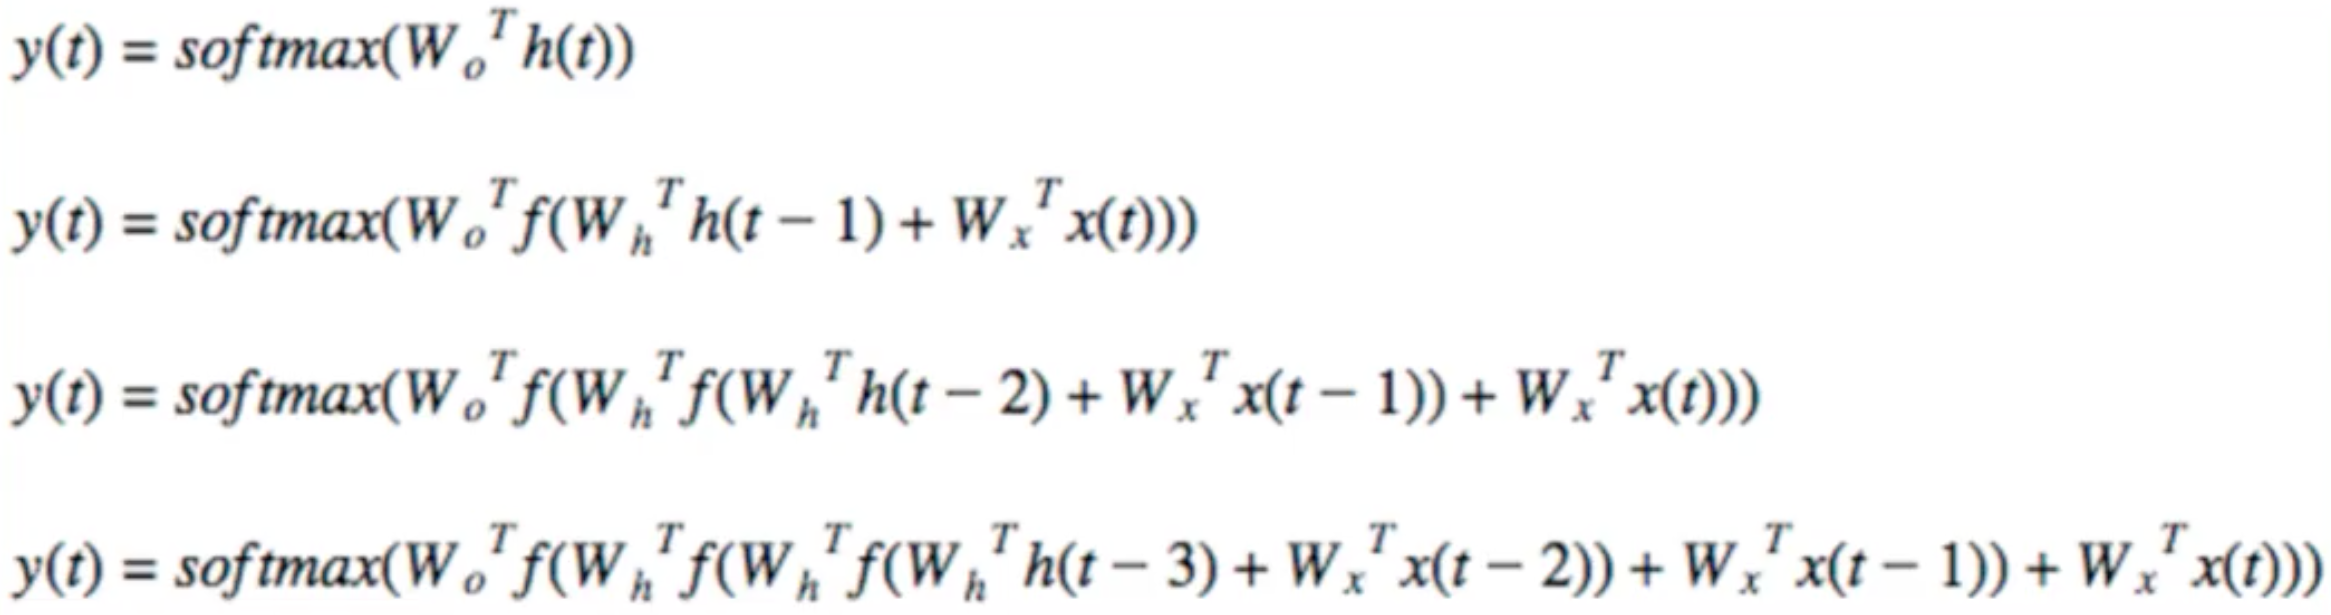 y(t) = softmax(W_o^T h(t))
y(t) = softmax(W_o^T f(W_h^T h(t − 1) + W_x^T x(t)))
y(t) = softmax(W_o^T f(W_h^T f(W_h^T h(t − 2) + W_x^T x(t − 1)) + W_x^T x(t)))
y(t) = softmax(W_o^T f(W_h^T f(W_h^T f(W_h^T h(t − 3) + W_x^T x(t − 2)) + W_x^T x(t − 1)) + W_x^T x(t)))